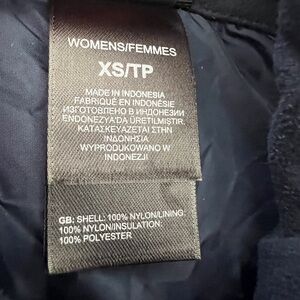 WOMENS/FEMMES
XS/TP
MADE IN INDONESIA
FABRIQUÉ EN INDONÉSIE
ИЗГОТОВЛЕНО В ИНДОНЕЗИИ
ENDONEZYA'DA ÜRETILMIŞTIR.
ΚΑΤΑΣΚΕΥΑΖΕΤΑΙ ΣΤΗΝ
ΙΝΔΟΝΗΣΙΑ
WYPRODUKOWANO W
INDONEZJI
GB: SHELL: 100% NYLON/LINING:
100% NYLON/INSULATION:
100% POLYESTER